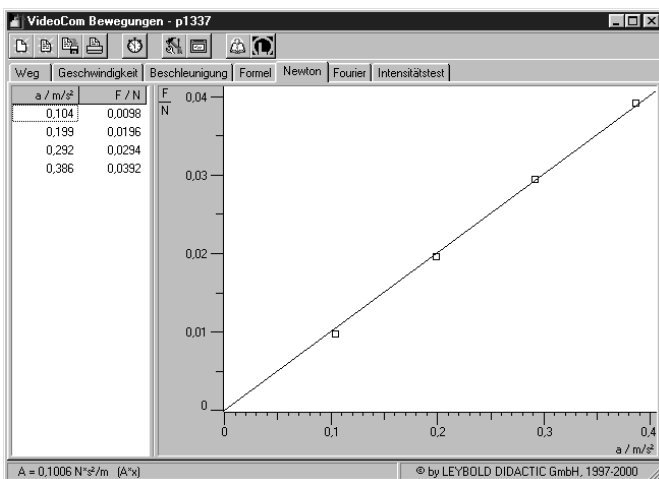 VideoCom Bewegungen - p1337
Weg Geschwindigkeit Beschleunigung Formel Newton Fourier Intensitätstest
a / m/s² F / N
0,104 0,0098
0,199 0,0196
0,292 0,0294
0,386 0,0392
F
N
0,04
0,03
0,02
0,01
0
0 0,1 0,2 0,3 0,4
a / m/s²
A = 0,1006 N*s²/m (A*x) © by LEYBOLD DIDACTIC GmbH, 1997-2000